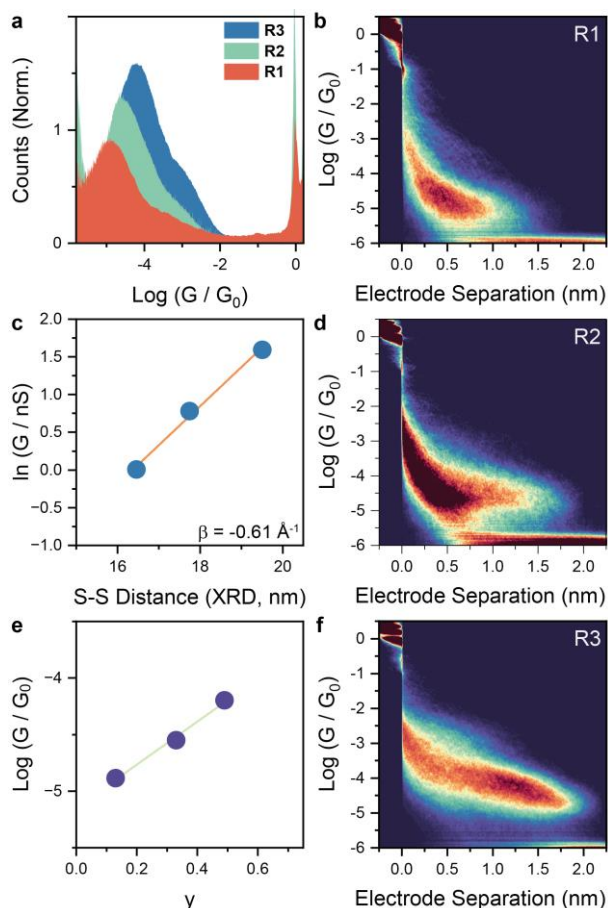 a
Counts (Norm.)
1
0
-4
-2
0
Log (G / G₀)
R3
R2
R1
b
R1
Log (G / G₀)
0
-1
-2
-3
-4
-5
-6
0.0 0.5 1.0 1.5 2.0
Electrode Separation (nm)
c
ln (G / nS)
2.0
1.5
1.0
0.5
0.0
-0.5
-1.0
16 18 20
β = -0.61 Å⁻¹
S-S Distance (XRD, nm)
d
R2
Log (G / G₀)
0
-1
-2
-3
-4
-5
-6
0.0 0.5 1.0 1.5 2.0
Electrode Separation (nm)
e
Log (G / G₀)
−4
−5
0.0 0.2 0.4 0.6
γ
f
R3
Log (G / G₀)
0
-1
-2
-3
-4
-5
-6
0.0 0.5 1.0 1.5 2.0
Electrode Separation (nm)